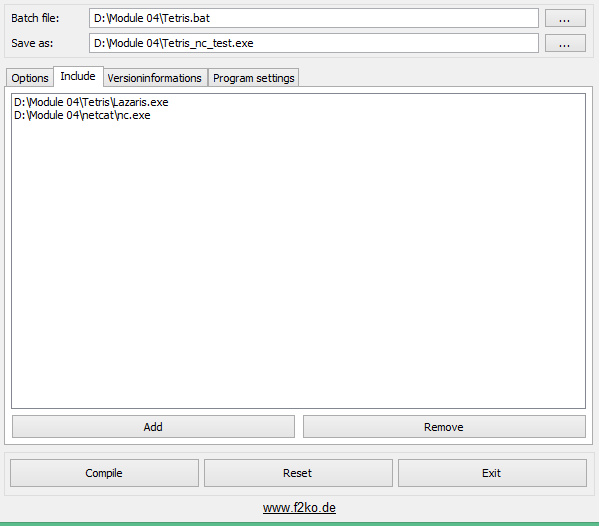 Batch file: D:\Module 04\Tetris.bat ...
Save as: D:\Module 04\Tetris_nc_test.exe ...
Options Include Versioninformations Program settings
D:\Module 04\Tetris\Lazaris.exe
D:\Module 04\netcat\nc.exe
Add Remove
Compile Reset Exit
www.f2ko.de